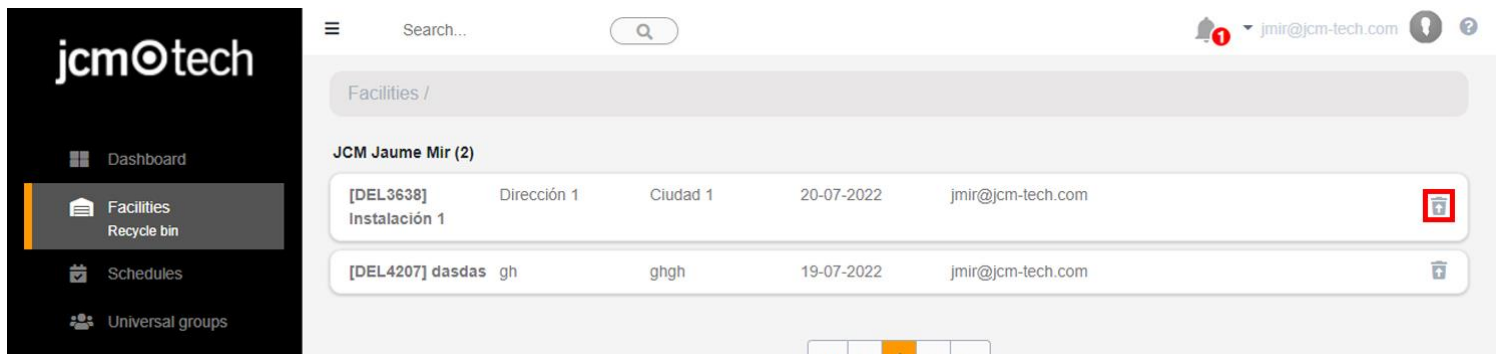 jcm tech
Search...
1
jmir@jcm-tech.com
?
Facilities /
Dashboard
Facilities
Recycle bin
Schedules
Universal groups
JCM Jaume Mir (2)
[DEL3638] Instalación 1 Dirección 1 Ciudad 1 20-07-2022 jmir@jcm-tech.com
[DEL4207] dasdas gh ghgh 19-07-2022 jmir@jcm-tech.com